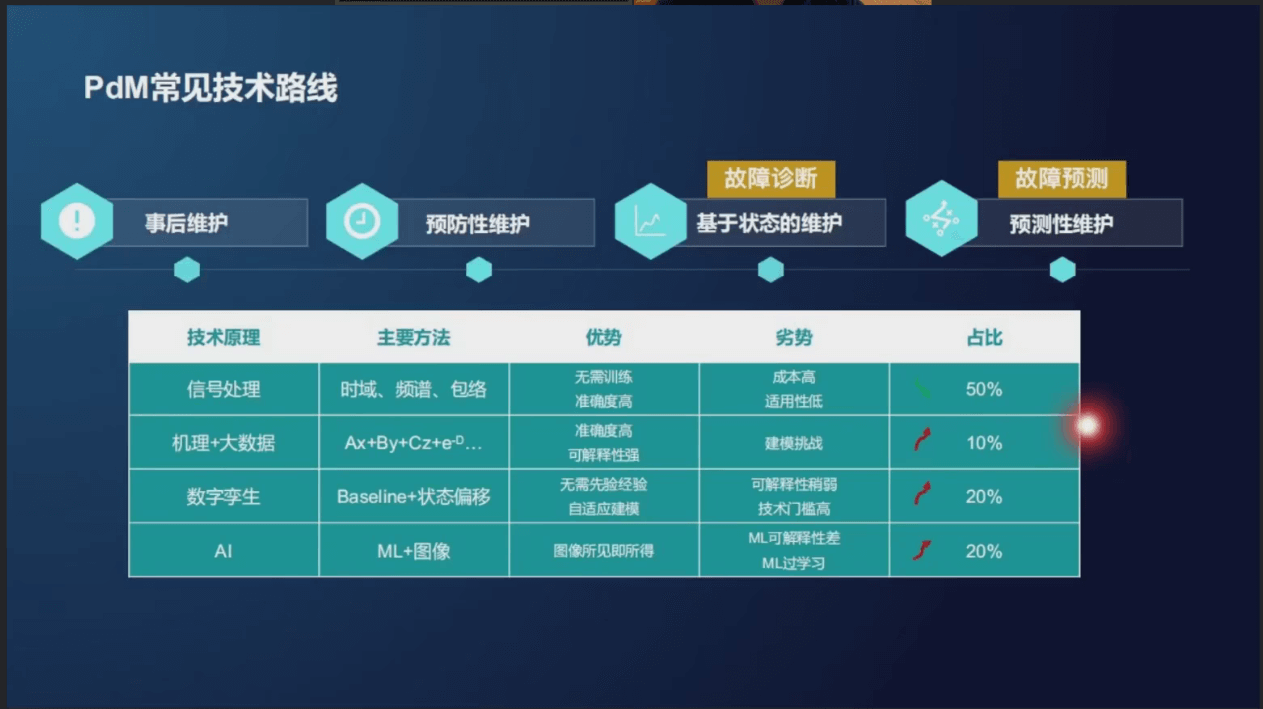 PdM常见技术路线
故障诊断
故障预测
事后维护
预防性维护
基于状态的维护
预测性维护
技术原理 主要方法 优势 劣势 占比
信号处理 时域、频谱、包络 无需训练 准确度高 成本高 适用性低 50%
机理+大数据 Ax+By+Cz+e-D... 准确度高 可解释性强 建模挑战 10%
数字孪生 Baseline+状态偏移 无需先验经验 自适应建模 可解释性稍弱 技术门槛高 20%
AI ML+图像 图像所见即所得 ML可解释性差 ML过学习 20%